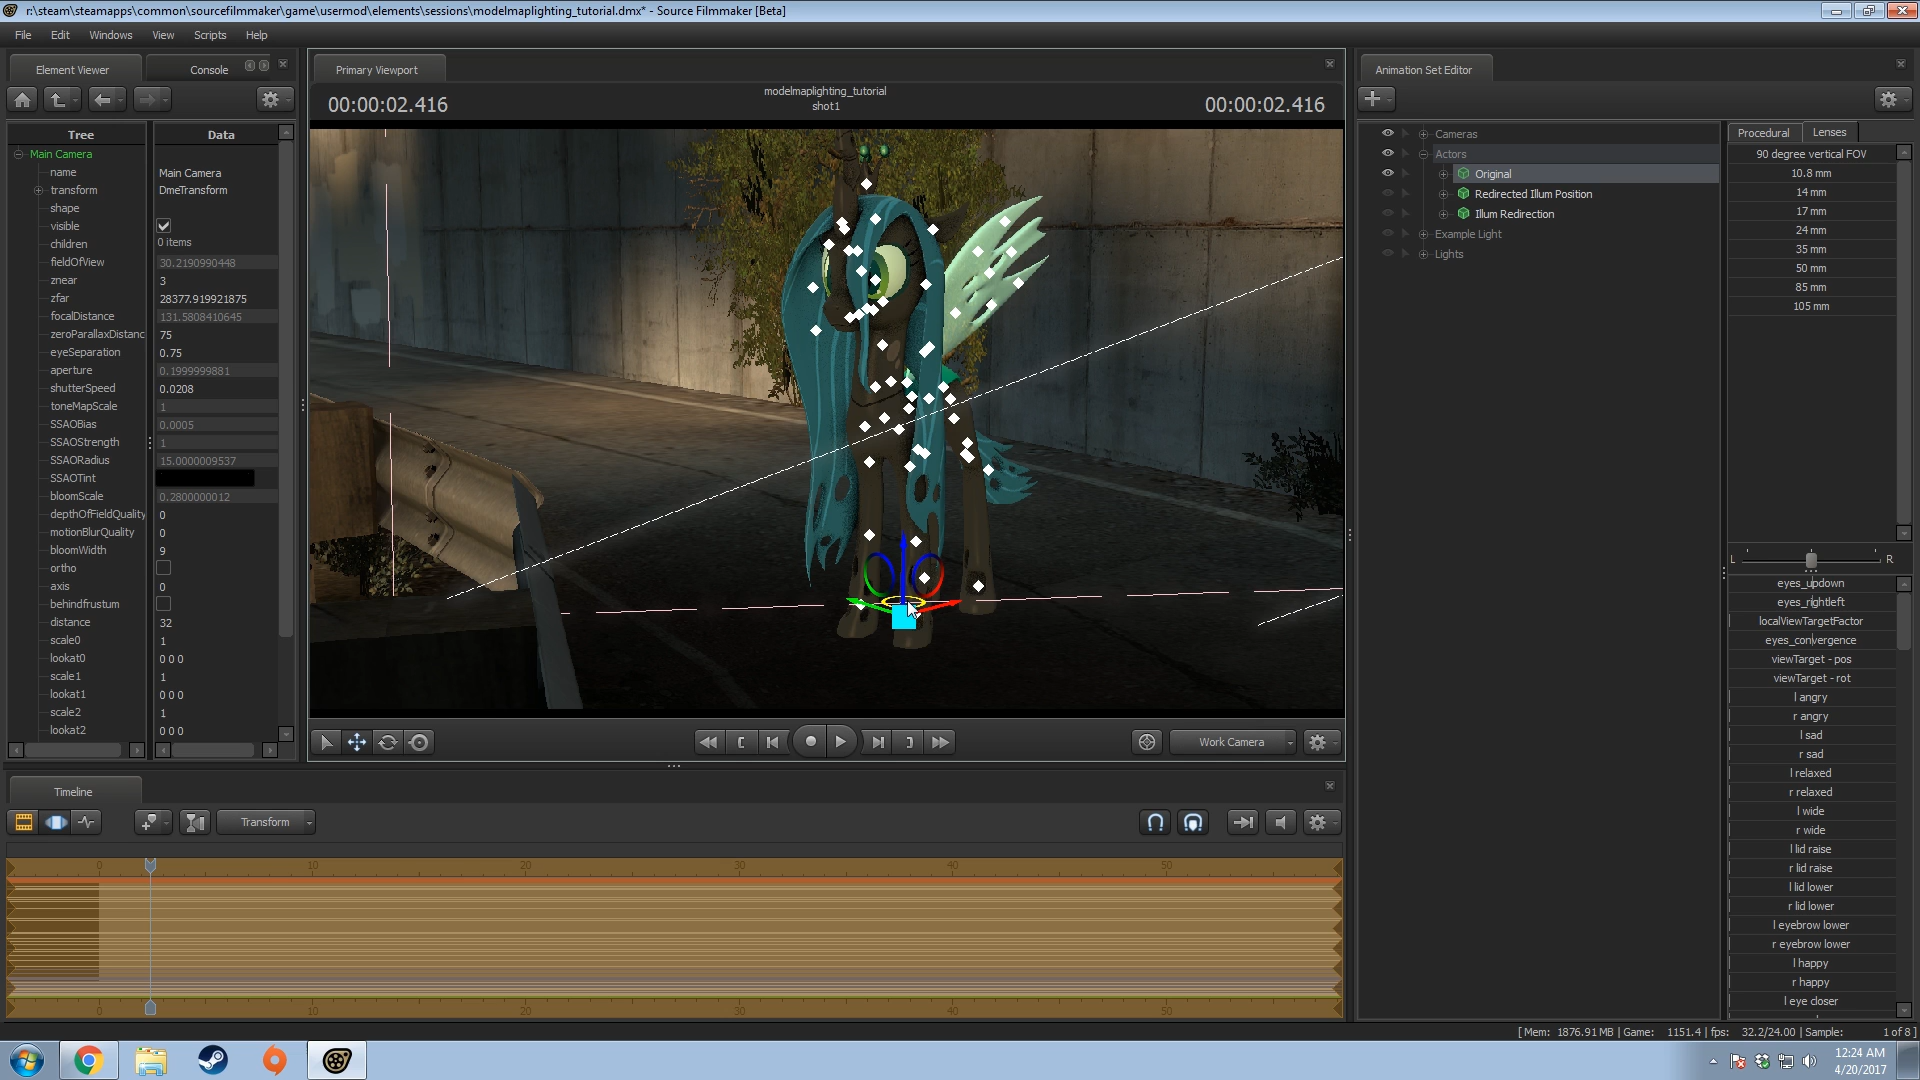 r:\steam\steamapps\common\sourcefilmmaker\game\usermod\elements\sessions\modelmaplighting_tutorial.dmx* - Source Filmmaker [Beta]
File Edit Windows View Scripts Help
Element Viewer
Console
Tree
Data
Main Camera
name Main Camera
transform DmeTransform
shape
visible
children 0 items
fieldOfView 30.2190990448
znear 3
zfar 28377.919921875
focalDistance 131.5808410645
zeroParallaxDistanc 75
eyeSeparation 0.75
aperture 0.1999999881
shutterSpeed 0.0208
toneMapScale 1
SSAOBias 0.0005
SSAOStrength 1
SSAORadius 15.0000009537
SSAOTint
bloomScale 0.2800000012
depthOfFieldQuality 0
motionBlurQuality 0
bloomWidth 9
ortho
axis 0
behindfrustum
distance 32
scale0 1
lookat0 0 0 0
scale1 1
lookat1 0 0 0
scale2 1
lookat2 0 0 0
Primary Viewport
00:00:02.416
modelmaplighting_tutorial
shot1
00:00:02.416
Work Camera
Animation Set Editor
Cameras
Actors
Original
Redirected Illum Position
Illum Redirection
Example Light
Lights
Procedural
Lenses
90 degree vertical FOV
10.8 mm
14 mm
17 mm
24 mm
35 mm
50 mm
85 mm
105 mm
L R
eyes_updown
eyes_rightleft
localViewTargetFactor
eyes_convergence
viewTarget - pos
viewTarget - rot
l angry
r angry
l sad
r sad
l relaxed
r relaxed
l wide
r wide
l lid raise
r lid raise
l lid lower
r lid lower
l eyebrow lower
r eyebrow lower
l happy
r happy
l eye closer
Timeline
Transform
0 10 20 30 40 50
0 10 20 30 40 50
[ Mem: 1876.91 MB | Game: 1151.4 | fps: 32.2/24.00 | Sample: 1 of 8 ]
12:24 AM
4/20/2017